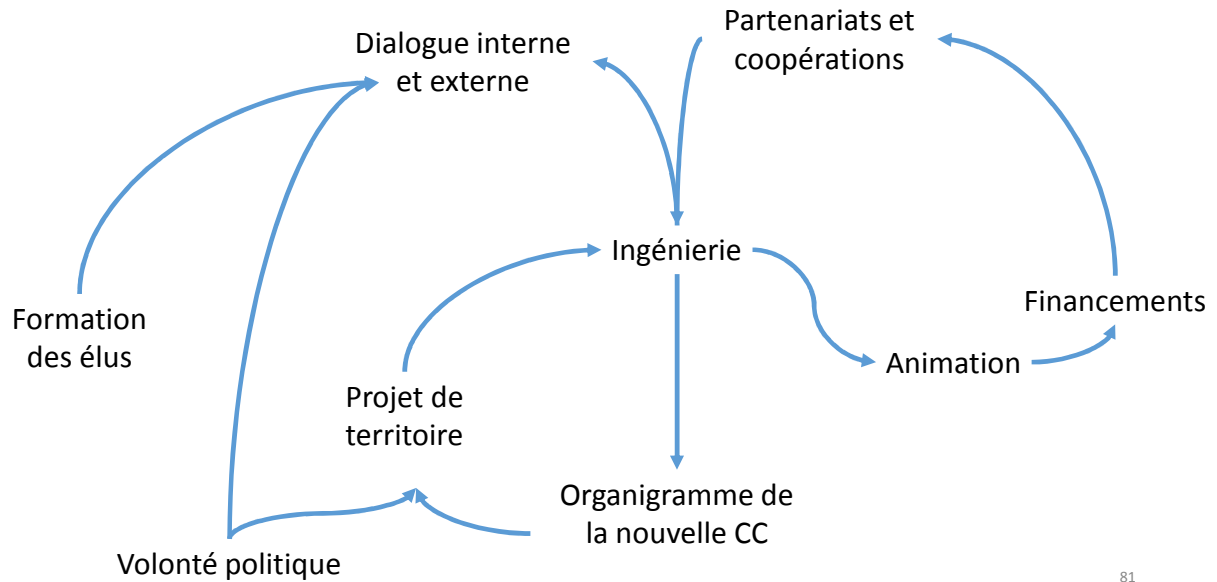 Partenariats et
coopérations
Dialogue interne
et externe
Ingénierie
Financements
Formation
des élus
Animation
Projet de
territoire
Organigramme de
la nouvelle CC
Volonté politique
81